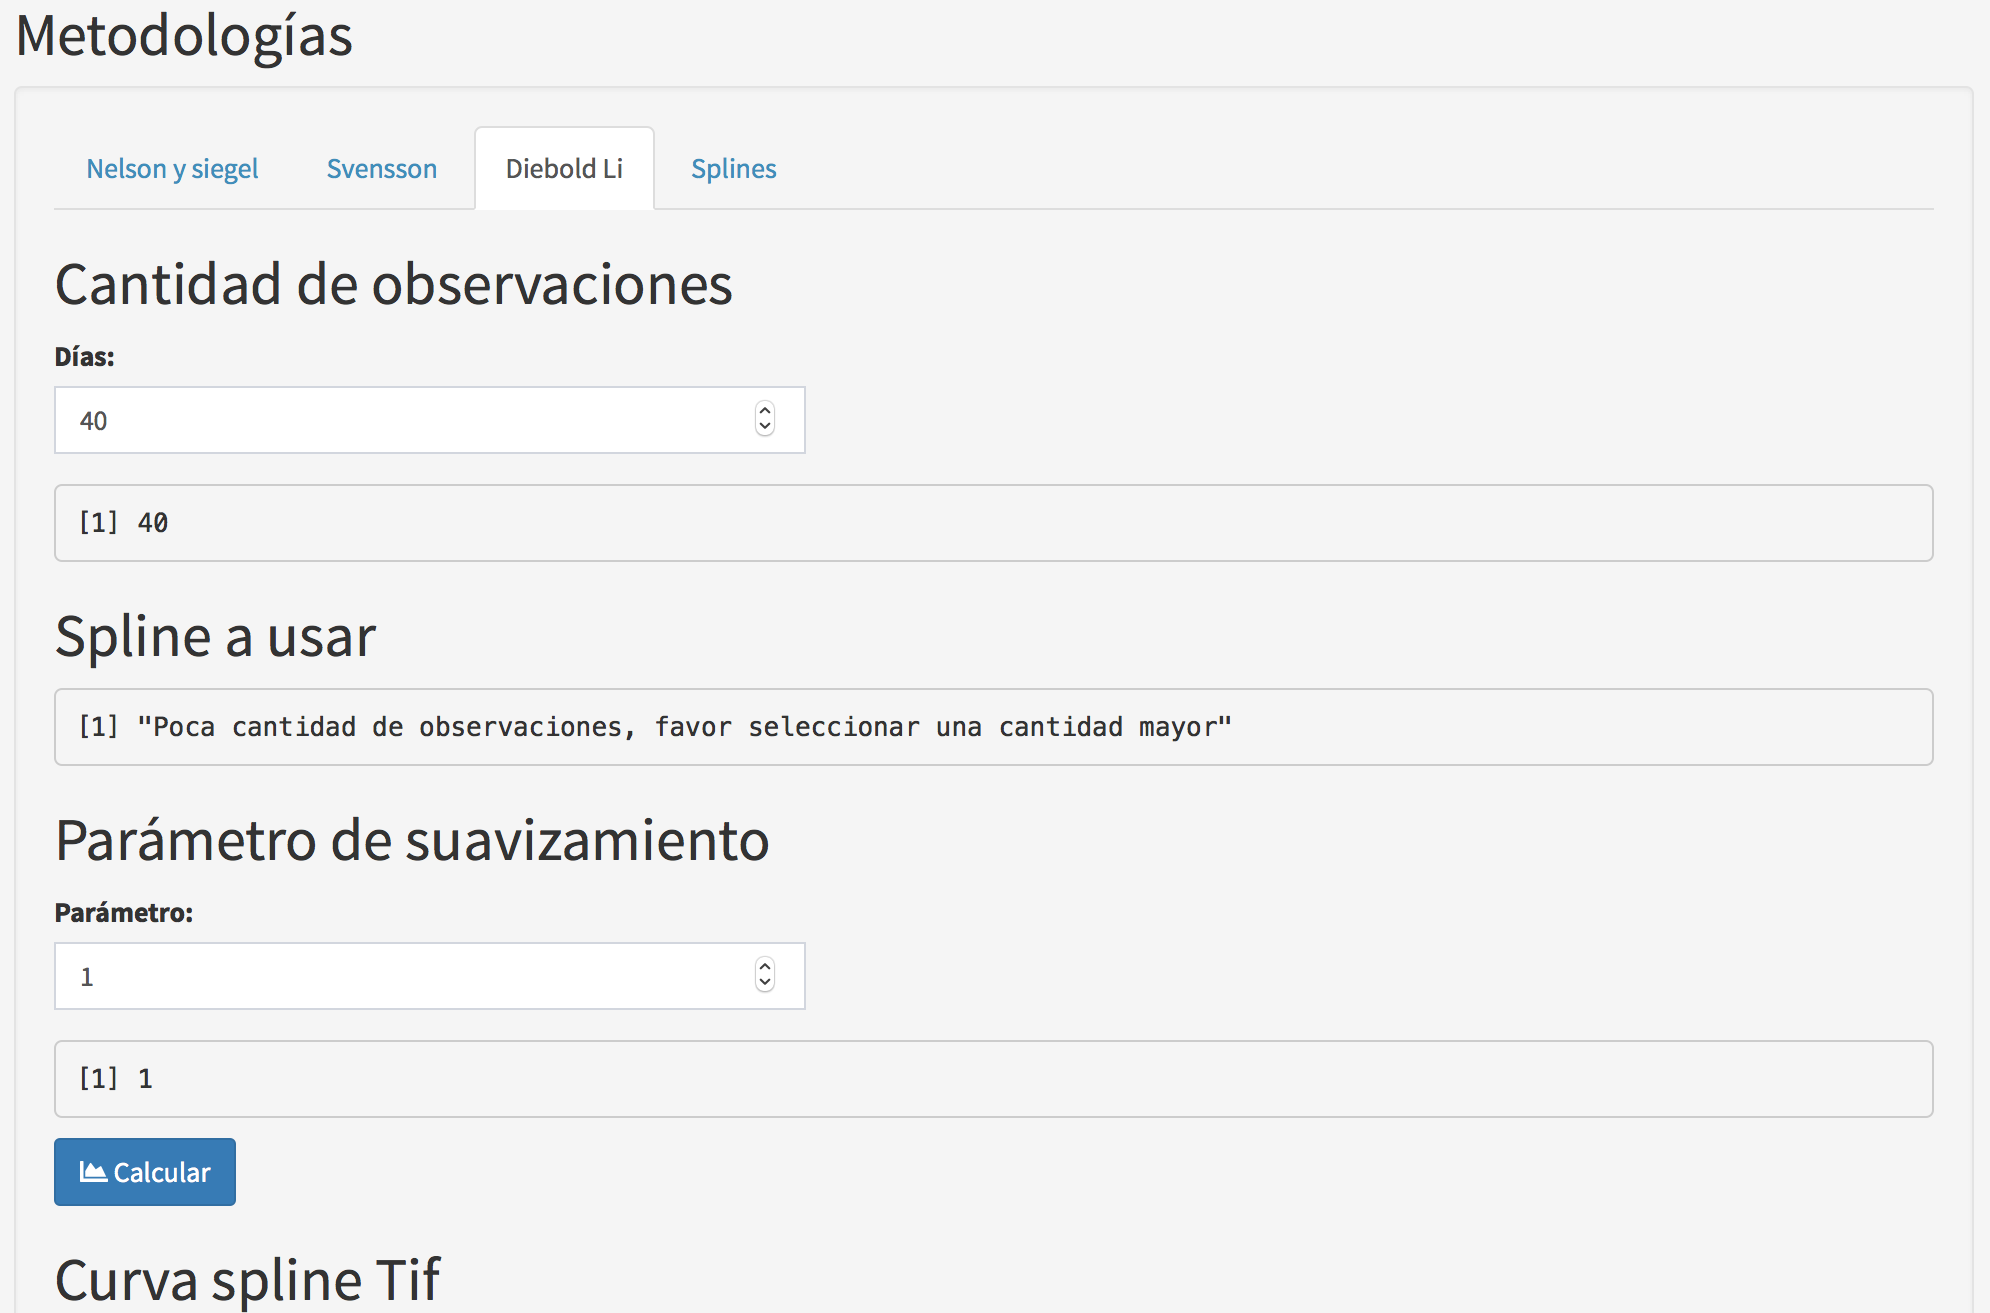 Metodologías
Nelson y siegel Svensson Diebold Li Splines
Cantidad de observaciones
Días:
40
[1] 40
Spline a usar
[1] "Poca cantidad de observaciones, favor seleccionar una cantidad mayor"
Parámetro de suavizamiento
Parámetro:
1
[1] 1
Calcular
Curva spline Tif